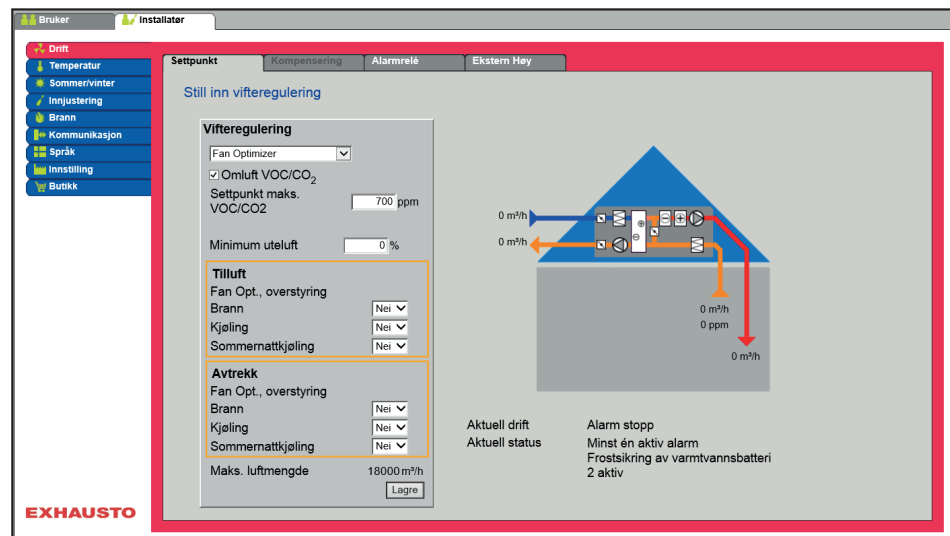 Bruker
Installatør
Drift
Temperatur
Sommer/vinter
Innjustering
Brann
Kommunikasjon
Språk
Innstilling
Butikk
EXHAUSTO
Settpunkt
Kompensering
Alarmrelé
Ekstern Høy
Still inn vifteregulering
Vifteregulering
Fan Optimizer
Omluft VOC/CO2
Settpunkt maks. 700 ppm
VOC/CO2
Minimum uteluft 0 %
Tilluft
Fan Opt., overstyring
Brann Nei
Kjøling Nei
Sommernattkjøling Nei
Avtrekk
Fan Opt., overstyring
Brann Nei
Kjøling Nei
Sommernattkjøling Nei
Maks. luftmengde 18000 m³/h
Lagre
0 m³/h
0 m³/h
0 m³/h
0 ppm
0 m³/h
Aktuell drift Alarm stopp
Aktuell status Minst én aktiv alarm
Frostsikring av varmtvannsbatteri
2 aktiv